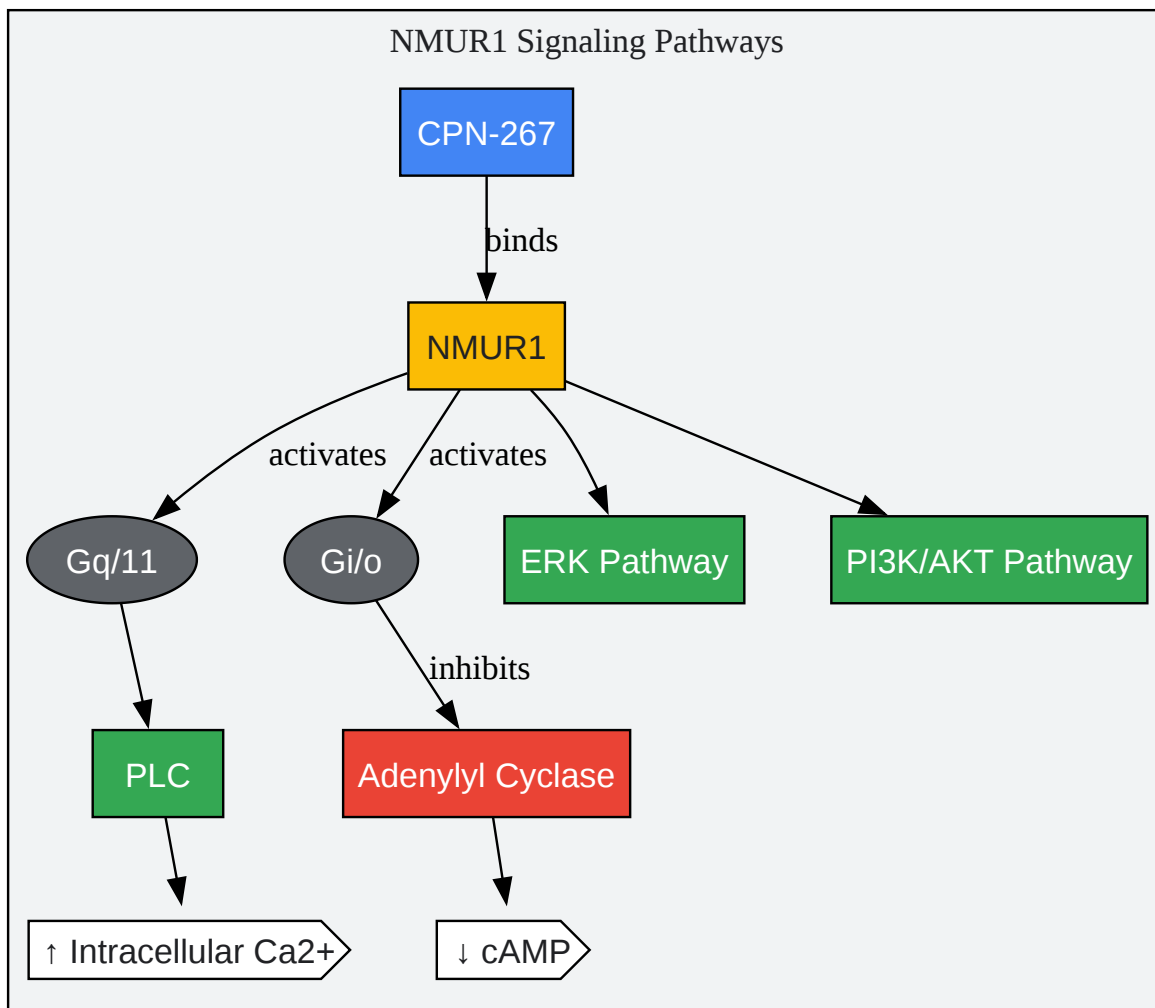 NMUR1 Signaling Pathways
CPN-267
binds
NMUR1
activates
activates
Gq/11
Gi/o
ERK Pathway
PI3K/AKT Pathway
inhibits
PLC
Adenylyl Cyclase
↑ Intracellular Ca2+
↓ cAMP